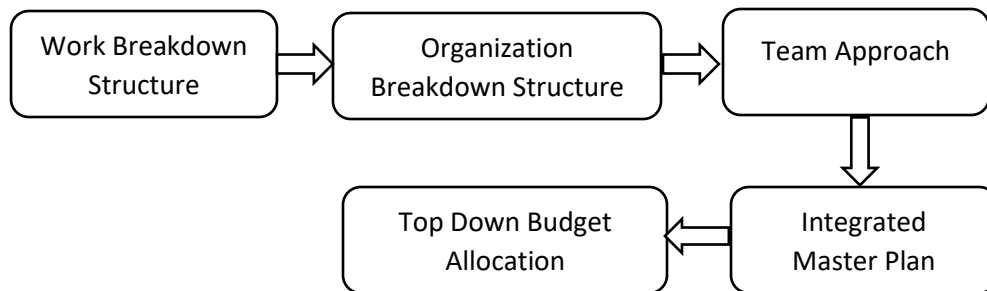 Work Breakdown
Structure
Organization
Breakdown Structure
Team Approach
Integrated
Master Plan
Top Down Budget
Allocation